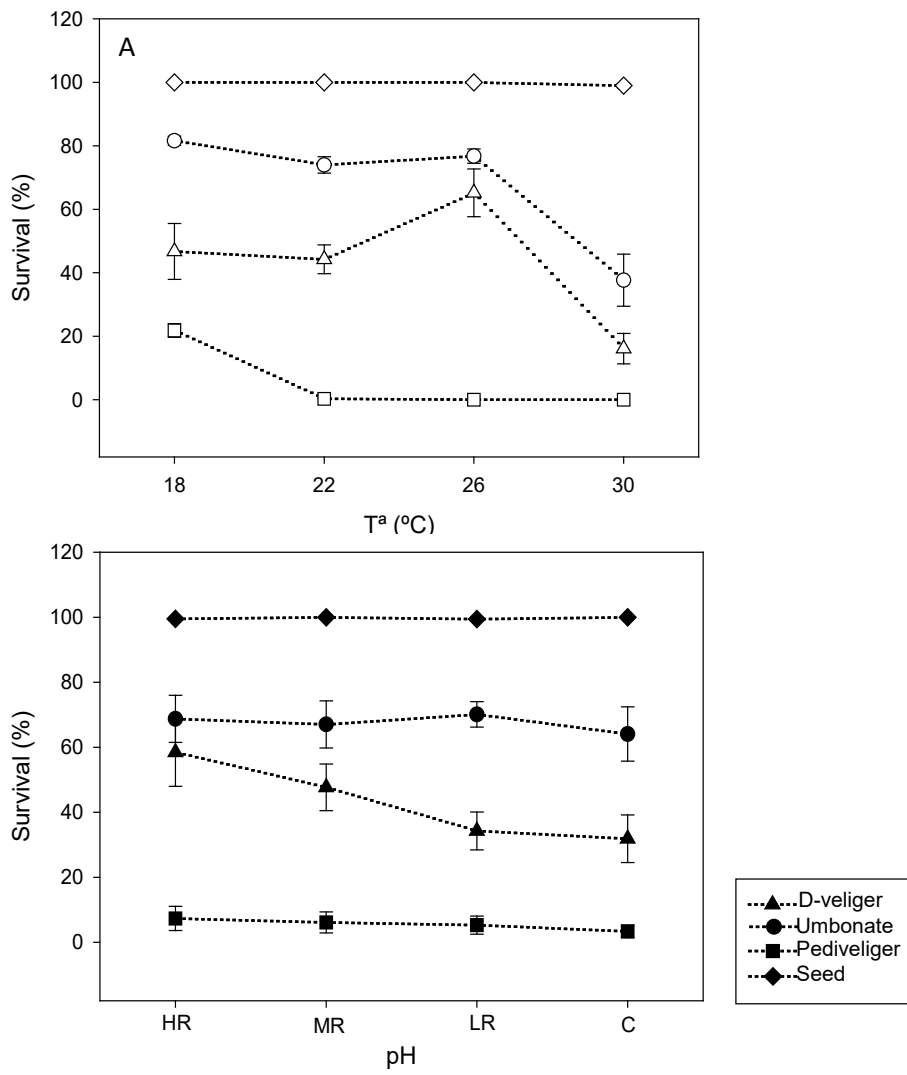 120
A
100
80
60
40
20
0
Survival (%)
18 22 26 30
Tª (ºC)
120
100
80
60
40
20
0
Survival (%)
HR MR LR C
pH
D-veliger
Umbonate
Pediveliger
Seed